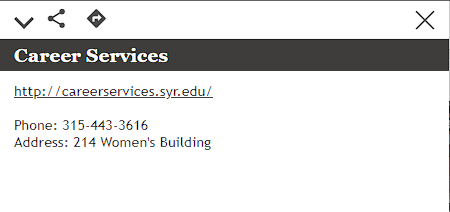 Career Services
http://careerservices.syr.edu/
Phone: 315-443-3616
Address: 214 Women's Building